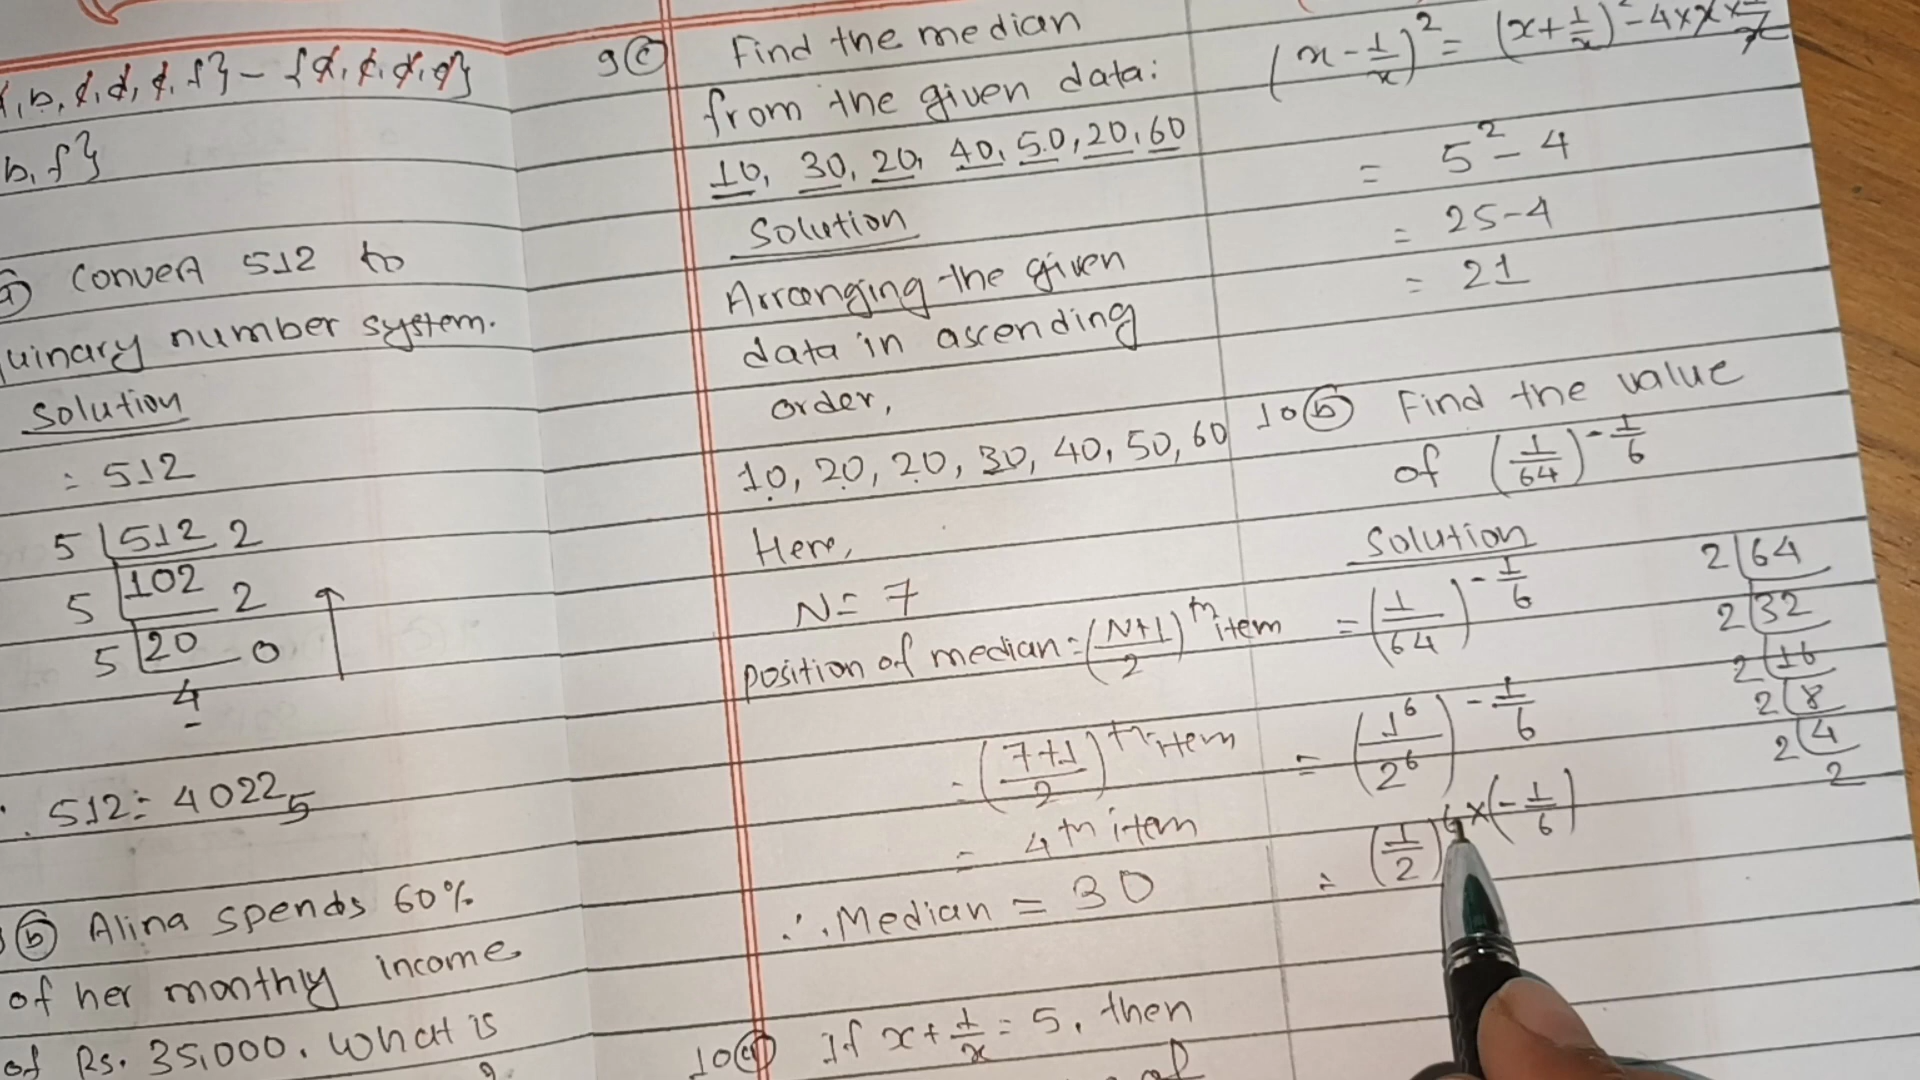 , b, c, d, e, f} - {a, c, d, e}
b, f}
a) Convert 512 to
uinary number system.
Solution
= 512
5 | 512 2
5 | 102 2
5 | 20 0
4
∴ 512 = 4022₅
(b) Alina spends 60%
of her monthly income
of Rs. 35,000. What is
?
9(c) Find the median
from the given data:
10, 30, 20, 40, 50, 20, 60
Solution
Arranging the given
data in ascending
order,
10, 20, 20, 30, 40, 50, 60
Here,
N = 7
Position of median = (N+1/2)th item
= (7+1/2)th item
= 4th item
∴ Median = 30
10(a) If x + 1/x = 5, then
of
(x - 1/x)² = (x + 1/x)² - 4 × x × 1/x
= 5² - 4
= 25 - 4
= 21
10(b) Find the value
of (1/64)^-1/6
Solution
= (1/64)^-1/6
= (1⁶/2⁶)^-1/6
= (1/2)^6×(-1/6)
2 | 64
2 | 32
2 | 16
2 | 8
2 | 4
2